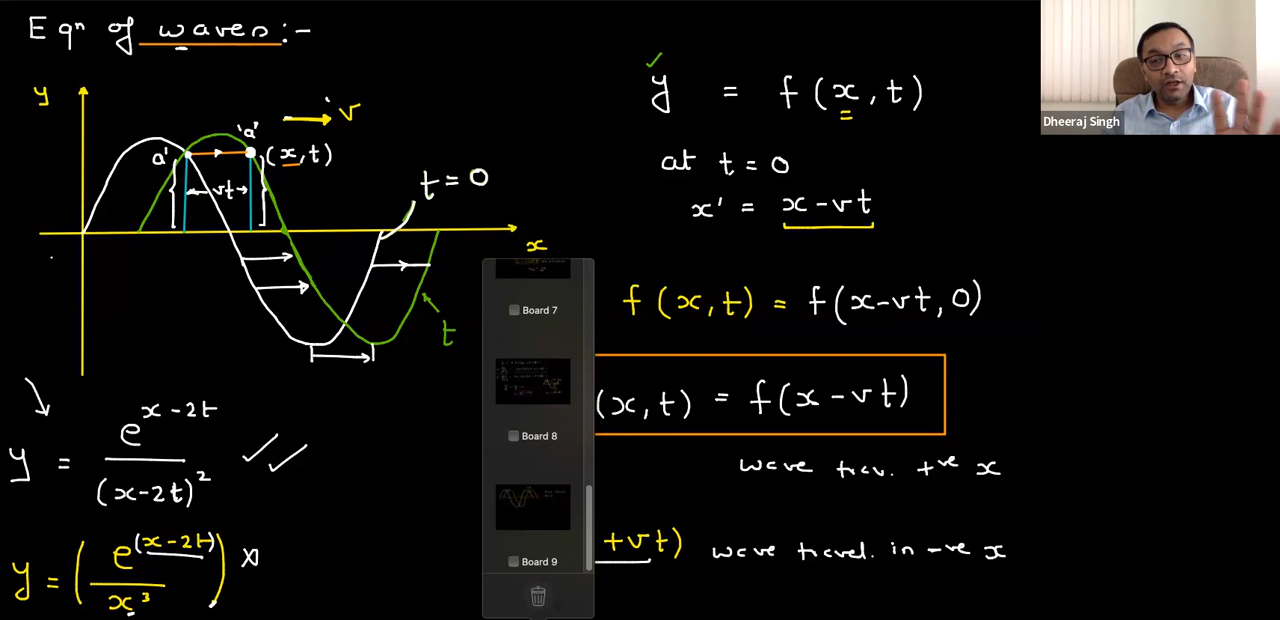 Eqⁿ of waves :-
y
'a'
v
a'
(x,t)
vt
t=0
x
t
y = e^(x-2t) / (x-2t)²
y = ( e^(x-2t) / x³ ) ×
✓
y = f(x,t)
at t=0
x' = x-vt
f(x,t) = f(x-vt,0)
(x,t) = f(x-vt)
wave trav. +ve x
+vt) wave travel. in -ve x
Board 7
Board 8
Board 9
Dheeraj Singh